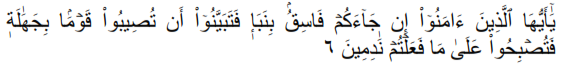 يَٰٓأَيُّهَا ٱلَّذِينَ ءَامَنُوٓاْ إِن جَآءَكُمۡ فَاسِقُۢ بِنَبَإٖ فَتَبَيَّنُوٓاْ أَن تُصِيبُواْ قَوۡمَۢا بِجَهَٰلَةٖ
فَتُصۡبِحُواْ عَلَىٰ مَا فَعَلۡتُمۡ نَٰدِمِينَ ٦